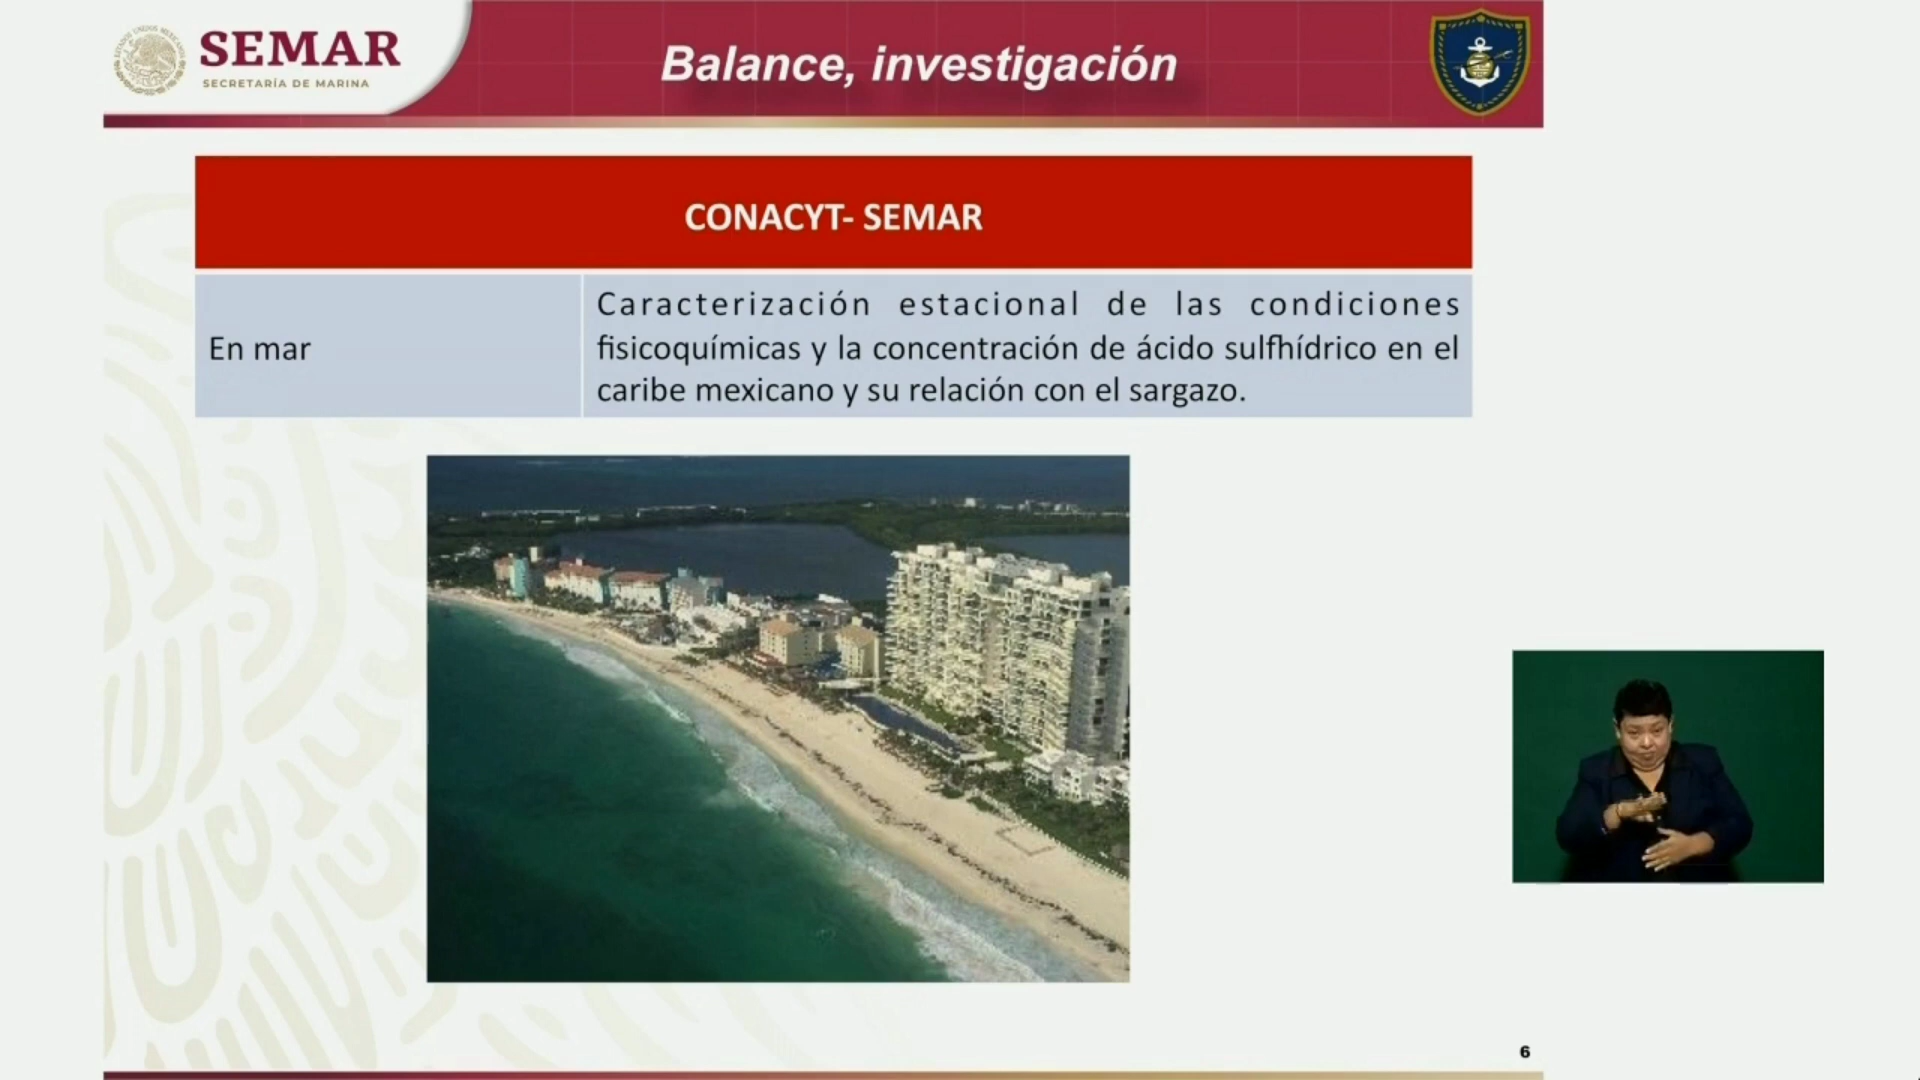 SEMAR
SECRETARÍA DE MARINA
Balance, investigación
CONACYT- SEMAR
En mar
Caracterización estacional de las condiciones
fisicoquímicas y la concentración de ácido sulfhídrico en el
caribe mexicano y su relación con el sargazo.
6